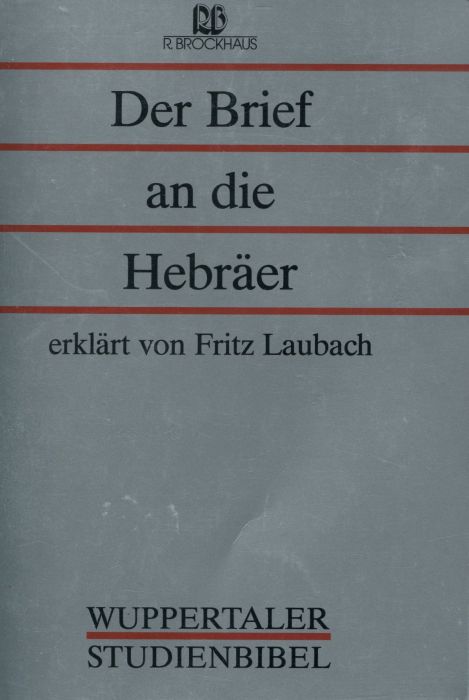 RB
R. BROCKHAUS
Der Brief
an die
Hebräer
erklärt von Fritz Laubach
WUPPERTALER
STUDIENBIBEL